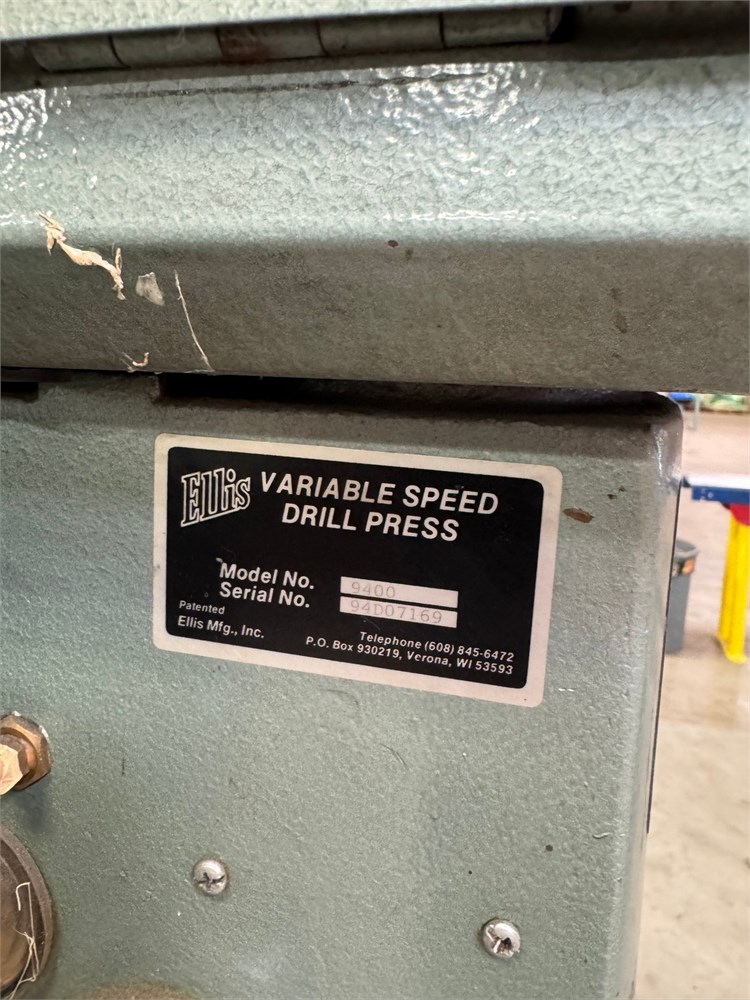 Ellis VARIABLE SPEED
DRILL PRESS
Model No. 9400
Serial No. 94D07169
Patented
Ellis Mfg., Inc.
Telephone (608) 845-6472
P.O. Box 930219, Verona, WI 53593